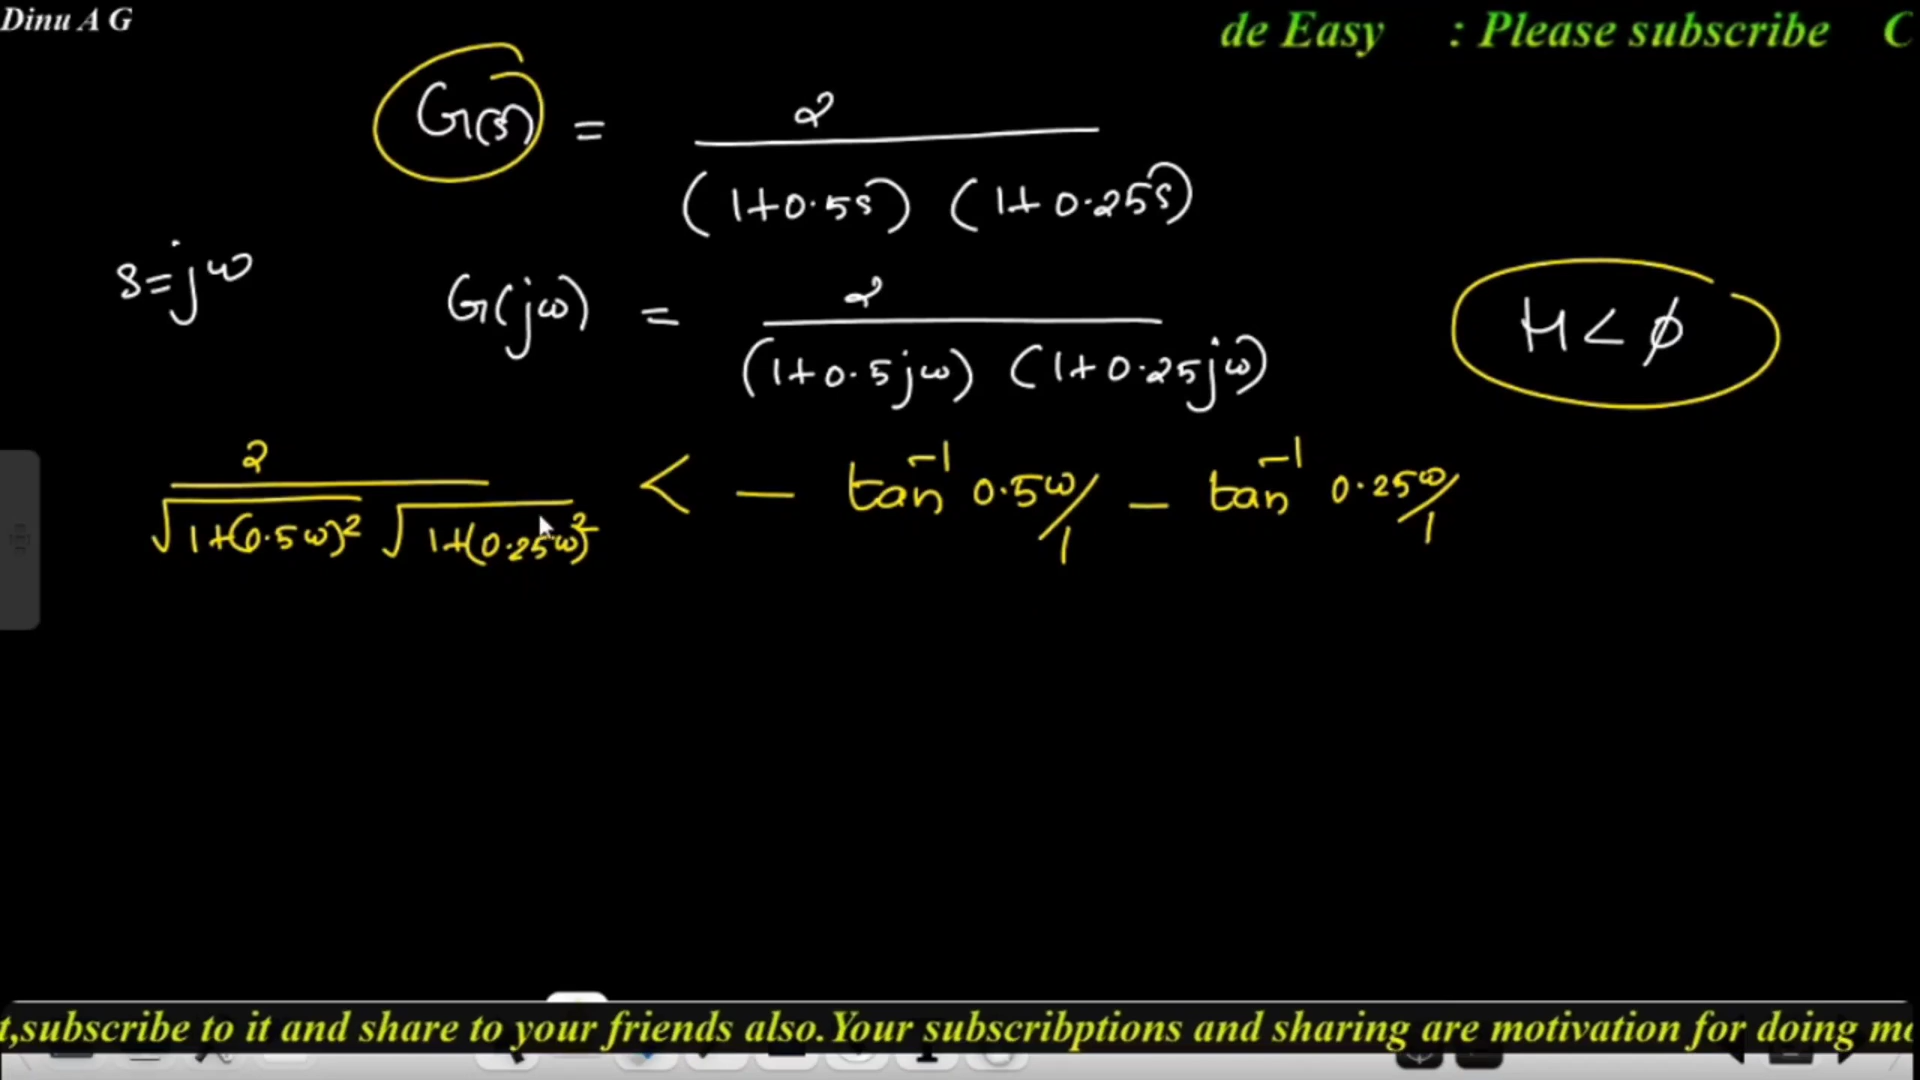 Dinu A G
de Easy : Please subscribe C
G(s) = 2 / (1+0.5s) (1+0.25s)
s=jω
G(jω) = 2 / (1+0.5jω) (1+0.25jω)
M < φ
2 / √1+(0.5ω)² √1+(0.25ω)² < - tan⁻¹ 0.5ω/1 - tan⁻¹ 0.25ω/1
t,subscribe to it and share to your friends also.Your subscribptions and sharing are motivation for doing mo